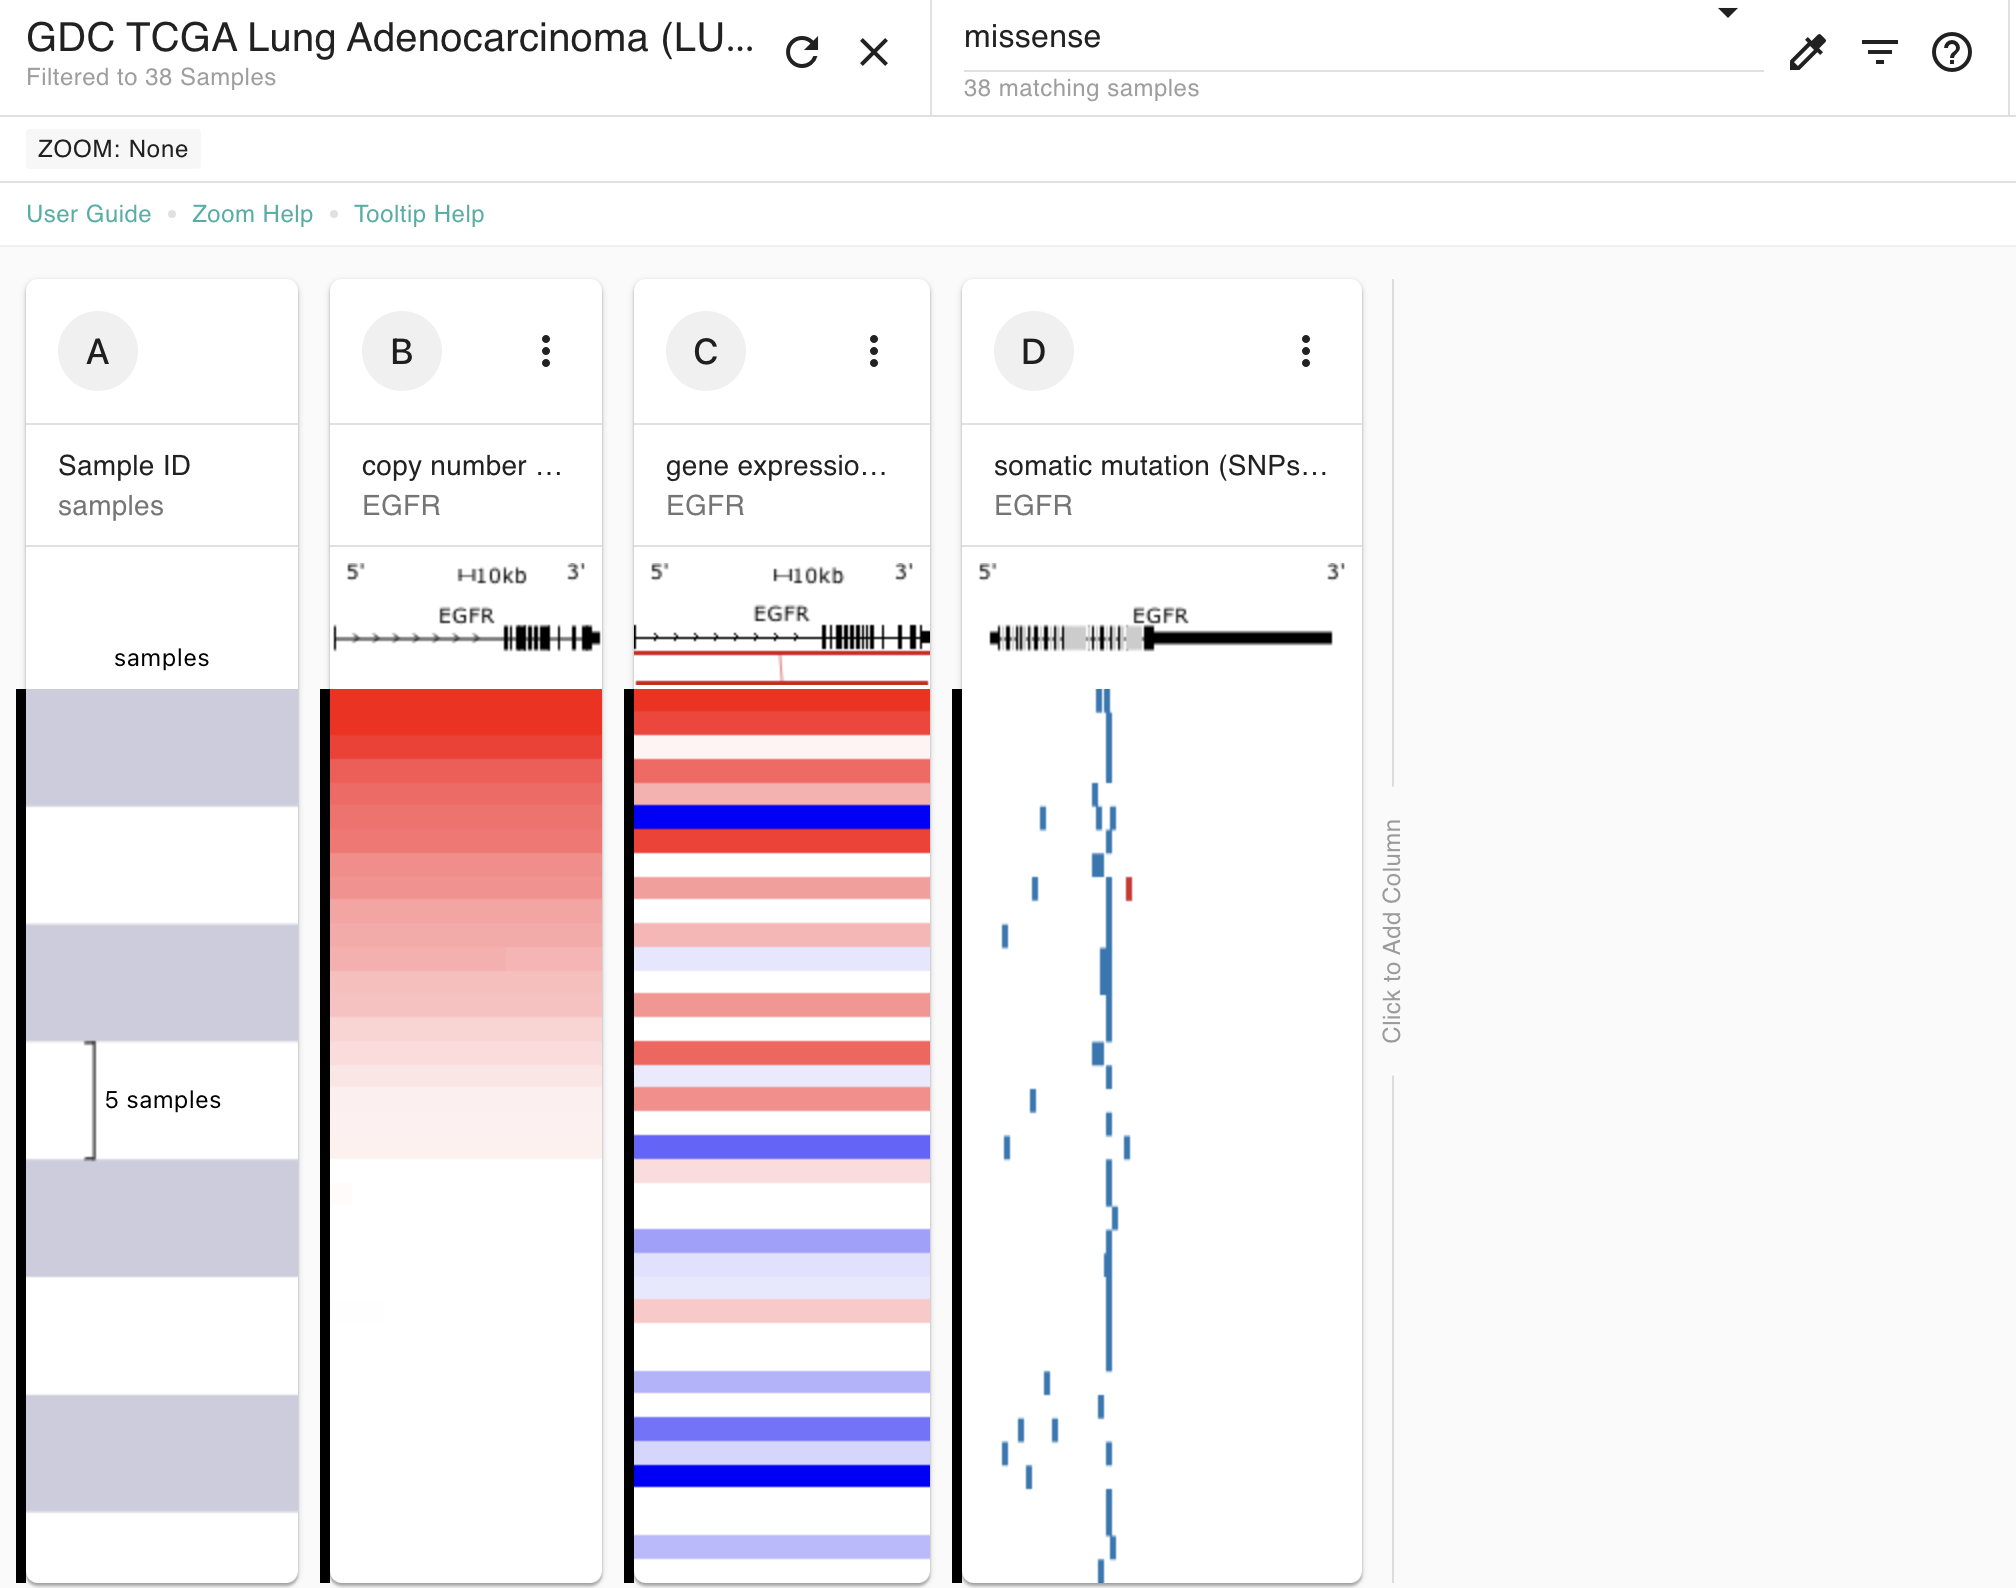 GDC TCGA Lung Adenocarcinoma (LU...
Filtered to 38 Samples
missense
38 matching samples
ZOOM: None
User Guide • Zoom Help • Tooltip Help
A
B
C
D
Sample ID
samples
copy number ...
EGFR
gene expressio...
EGFR
somatic mutation (SNPs...
EGFR
samples
5' 10kb 3'
EGFR
5' 10kb 3'
EGFR
5' 3'
EGFR
5 samples
Click to Add Column